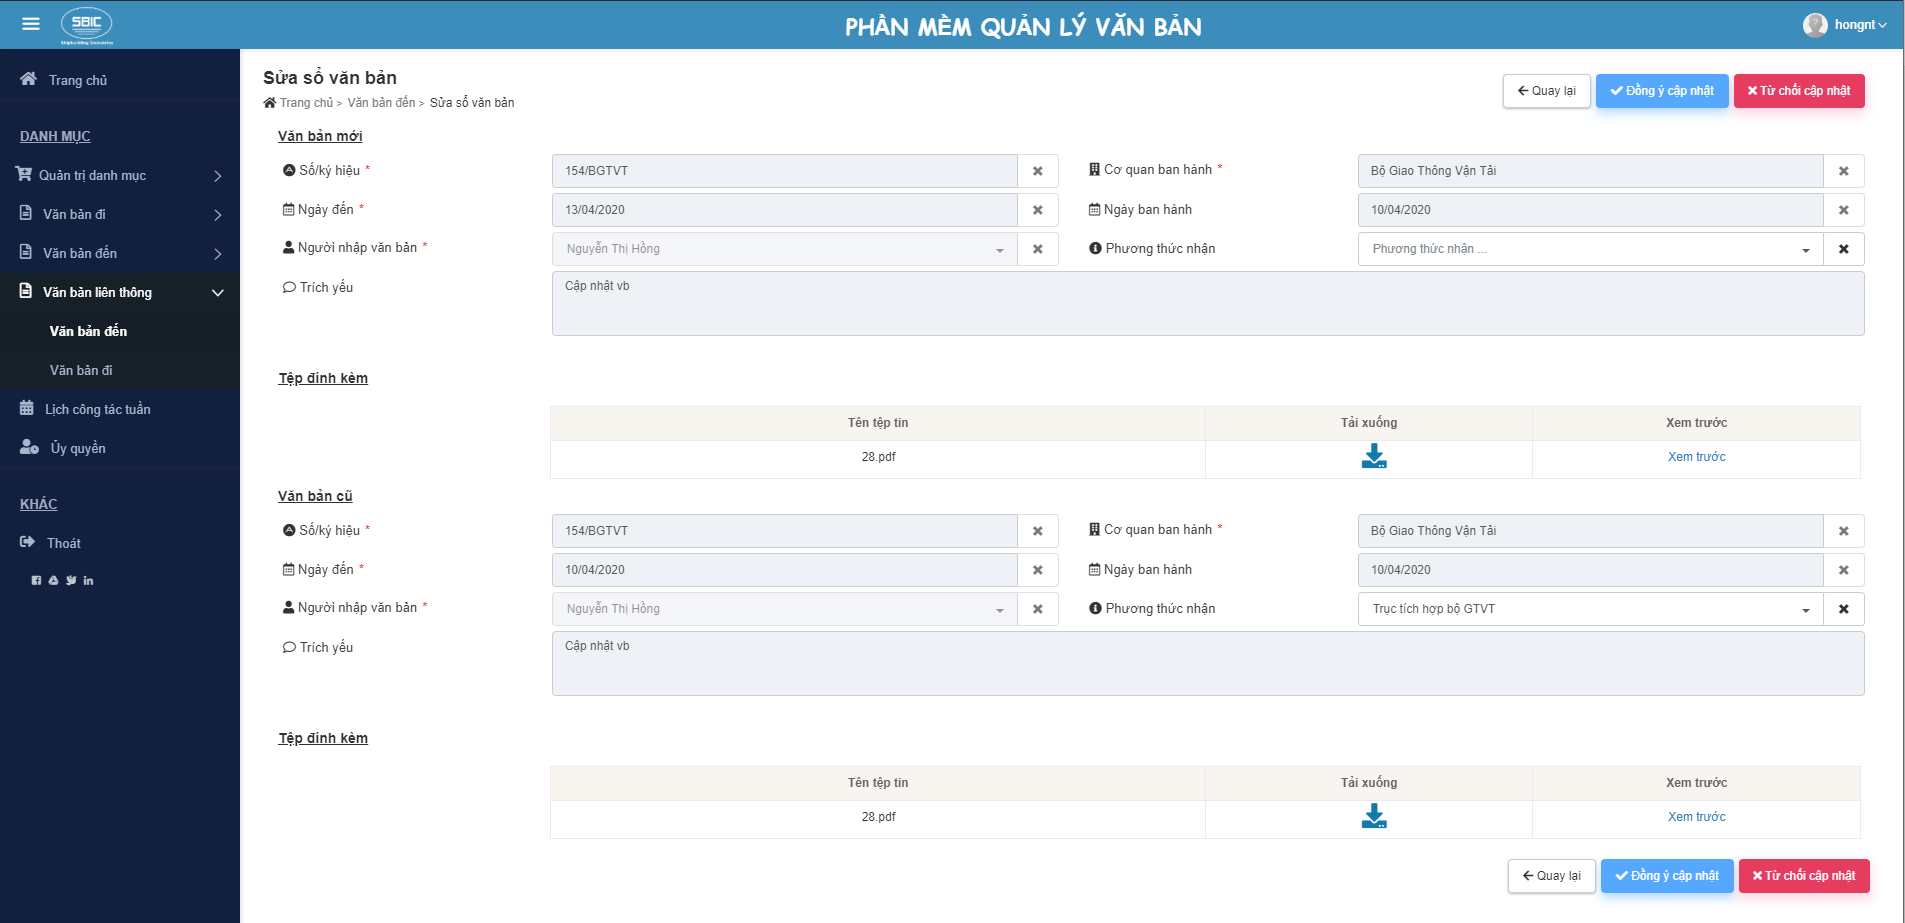 SBIC
Shipbuilding Industries
PHẦN MỀM QUẢN LÝ VĂN BẢN
hongnt
Trang chủ
DANH MỤC
Quản trị danh mục
Văn bản đi
Văn bản đến
Văn bản liên thông
Văn bản đến
Văn bản đi
Lịch công tác tuần
Ủy quyền
KHÁC
Thoát
Sửa sổ văn bản
Trang chủ > Văn bản đến > Sửa sổ văn bản
Quay lại Đồng ý cập nhật Từ chối cập nhật
Văn bản mới
Số/ký hiệu * 154/BGTVT Cơ quan ban hành * Bộ Giao Thông Vận Tải
Ngày đến * 13/04/2020 Ngày ban hành 10/04/2020
Người nhập văn bản * Nguyễn Thị Hồng Phương thức nhận Phương thức nhận ...
Trích yếu Cập nhật vb
Tệp đính kèm
Tên tệp tin Tải xuống Xem trước
28.pdf Xem trước
Văn bản cũ
Số/ký hiệu * 154/BGTVT Cơ quan ban hành * Bộ Giao Thông Vận Tải
Ngày đến * 10/04/2020 Ngày ban hành 10/04/2020
Người nhập văn bản * Nguyễn Thị Hồng Phương thức nhận Trục tích hợp bộ GTVT
Trích yếu Cập nhật vb
Tệp đính kèm
Tên tệp tin Tải xuống Xem trước
28.pdf Xem trước
Quay lại Đồng ý cập nhật Từ chối cập nhật